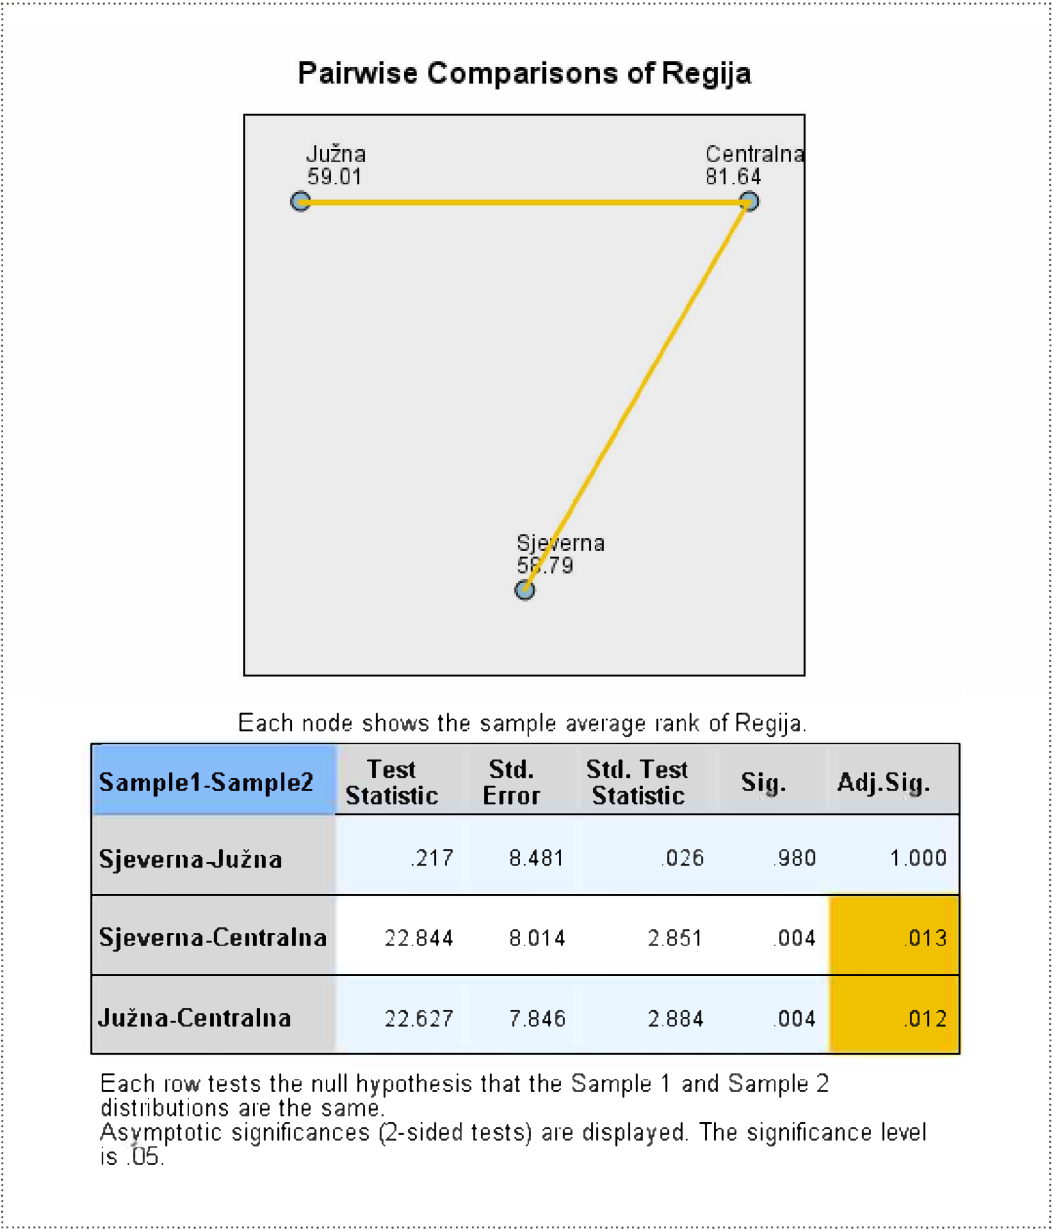 Pairwise Comparisons of Regija
Južna
59.01
Centralna
81.64
Sjeverna
58.79
Each node shows the sample average rank of Regija.
Sample1-Sample2 Test Statistic Std. Error Std. Test Statistic Sig. Adj.Sig.
Sjeverna-Južna .217 8.481 .026 .980 1.000
Sjeverna-Centralna 22.844 8.014 2.851 .004 .013
Južna-Centralna 22.627 7.846 2.884 .004 .012
Each row tests the null hypothesis that the Sample 1 and Sample 2
distributions are the same.
Asymptotic significances (2-sided tests) are displayed. The significance level
is .05.